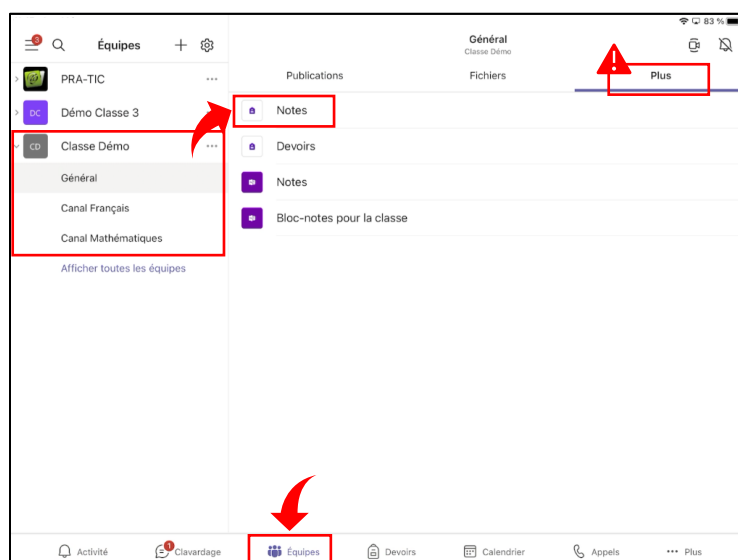 83 %
3
Équipes
Général
Classe Démo
PRA-TIC
DC
Démo Classe 3
CD
Classe Démo
Général
Canal Français
Canal Mathématiques
Afficher toutes les équipes
Publications
Fichiers
Plus
Notes
Devoirs
Notes
Bloc-notes pour la classe
Activité
1
Clavardage
Équipes
Devoirs
Calendrier
Appels
Plus